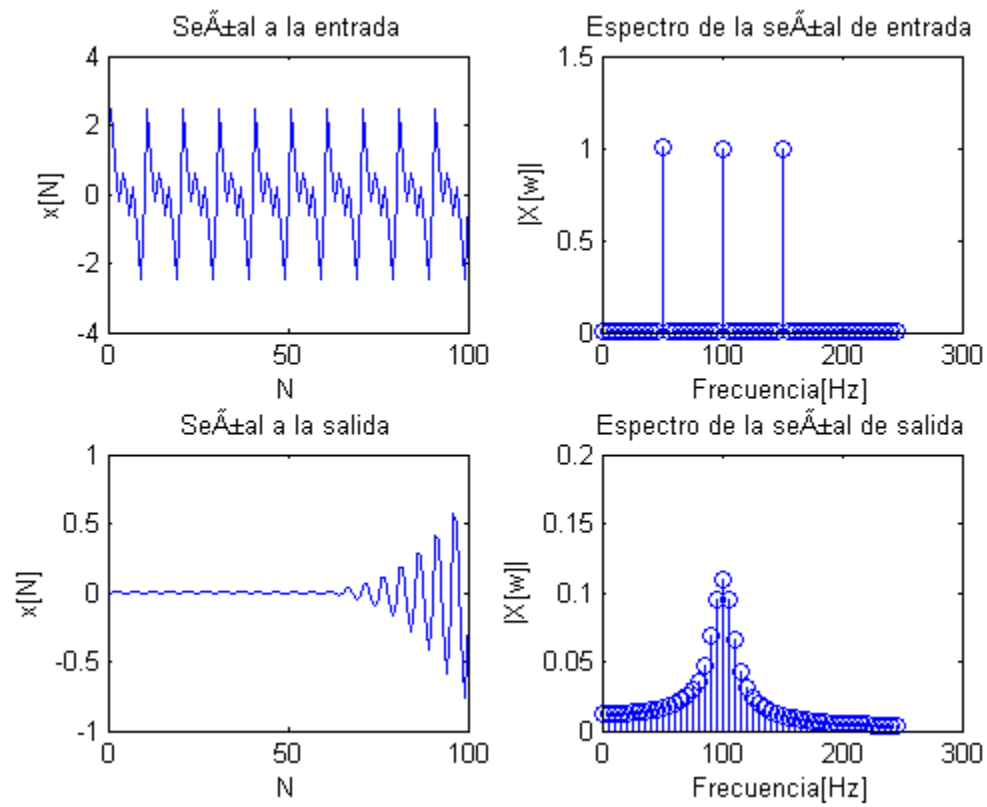 SeÃ±al a la entrada
4
2
0
-2
-4
x[N]
0 50 100
N
Espectro de la seÃ±al de entrada
1.5
1
0.5
0
|X[w]|
0 100 200 300
Frecuencia[Hz]
SeÃ±al a la salida
1
0.5
0
-0.5
-1
x[N]
0 50 100
N
Espectro de la seÃ±al de salida
0.2
0.15
0.1
0.05
0
|X[w]|
0 100 200 300
Frecuencia[Hz]